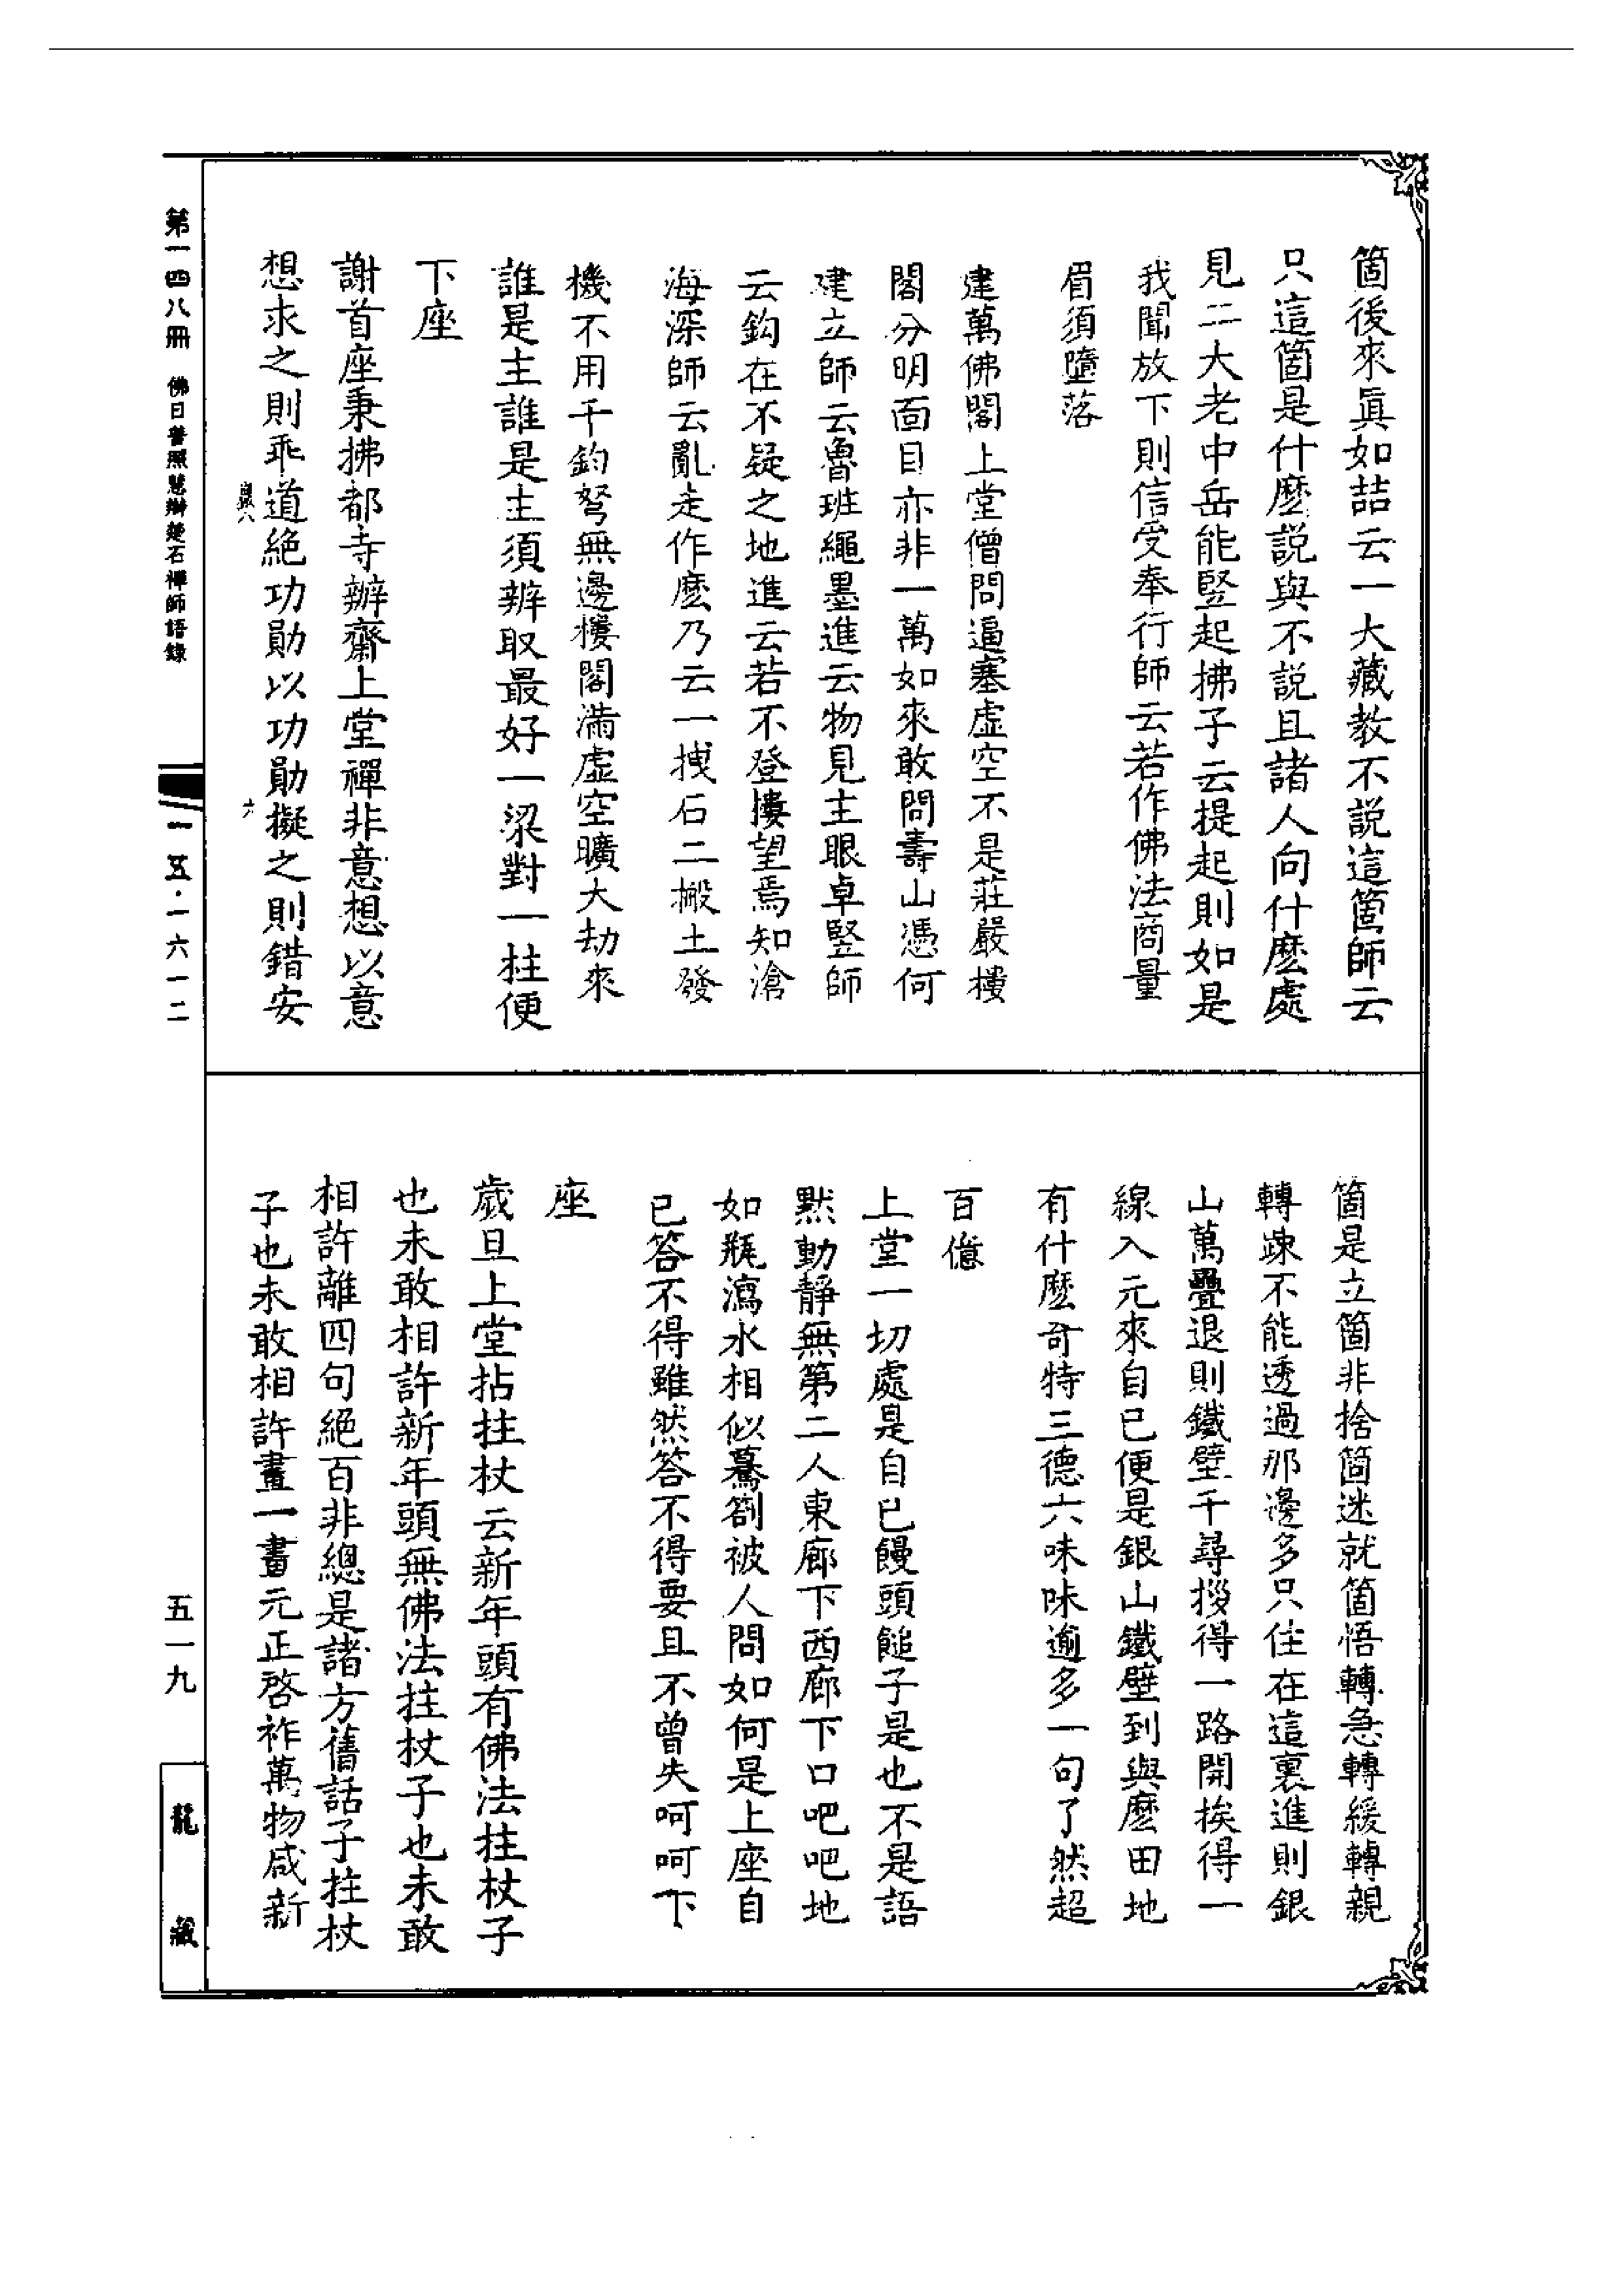 箇後來眞如喆云一大藏教不説這箇師云
只這箇是什麽説與不説且諸人向什麽處
見二大老中岳能竪起拂子云提起則如是
我聞放下則信受奉行師云若作佛法商量
眉須墮落
建萬佛閣上堂僧問逼塞虛空不是莊嚴樓
閣分明面目亦非一萬如來敢問壽山憑何
建立師云魯班繩墨進云物見主眼卓竪師
云鈎在不疑之地進云若不登摟望焉知滄
海深師云亂走作麽乃云一拽石二搬土發
機不用千鈞弩無邊樓閣滿虛空曠大劫來
誰是主誰是主須辨取最好一梁對一柱便
下座
謝首座秉拂都寺辦齋上堂禪非意想以意
想求之則乖道絶功勛以功勛擬之則錯安
箇是立箇非捨箇迷就箇悟轉急轉緩轉親
轉踈不能透過那邊多只住在這裏進則銀
山萬疊退則鐵壁千尋拶得一路開挨得一
線入元來自已便是銀山鐵壁到與麽田地
有什麽奇特三德六味味逾多一句了然超
百億
上堂一切處是自已饅頭䭔子是也不是語
黙動靜無第二人東廊下西廊下口吧吧地
如瓶瀉水相似驀劄被人問如何是上座自
已答不得雖然答不得要且不曾失呵呵下
座
歲旦上堂拈拄杖云新年頭有佛法拄杖子
也未敢相許新年頭無佛法拄杖子也未敢
相許離四句絶百非總是諸方舊話子拄杖
子也未敢相許畫一畫元正啓祚萬物咸新
第一四八冊 佛日普照慧辯楚石禪師語錄
六
一五·一六一二
五一九
龍藏